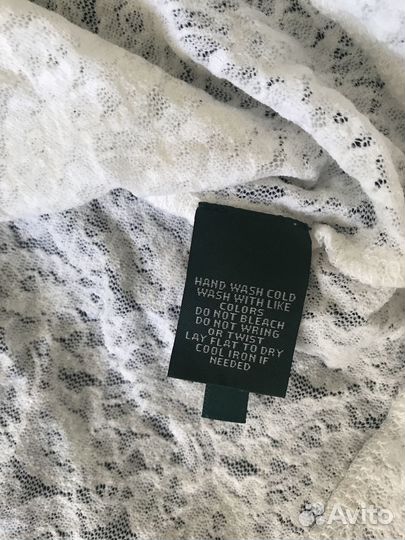 HAND WASH COLD
WASH WITH LIKE
COLORS
DO NOT BLEACH
DO NOT WRING
OR TWIST
LAY FLAT TO DRY
COOL IRON IF
NEEDED
Avito